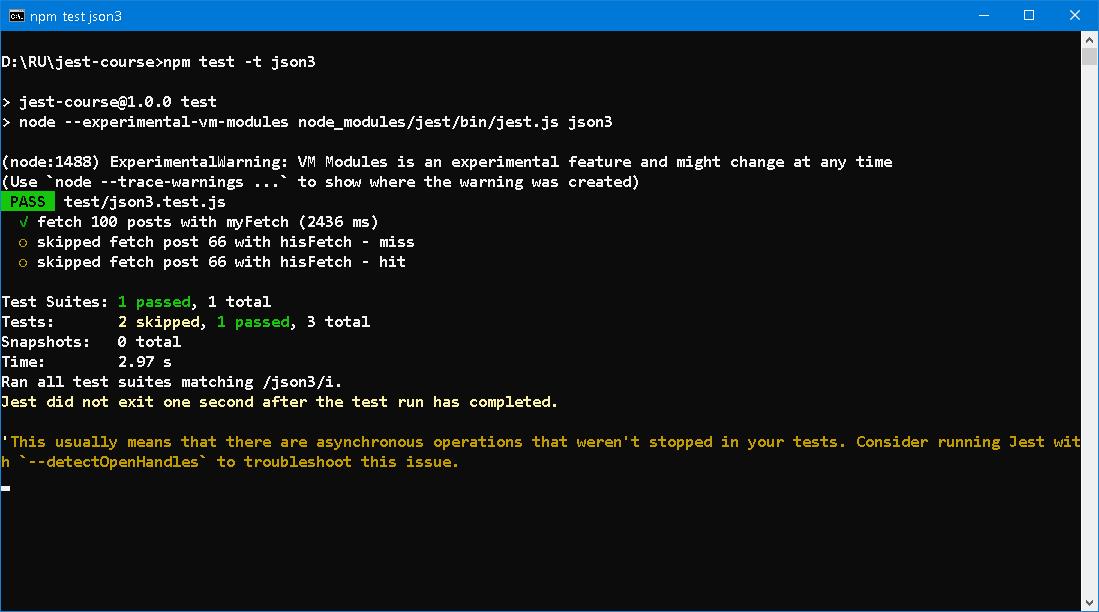 npm test json3
D:\RU\jest-course>npm test -t json3
> jest-course@1.0.0 test
> node --experimental-vm-modules node_modules/jest/bin/jest.js json3
(node:1488) ExperimentalWarning: VM Modules is an experimental feature and might change at any time
(Use `node --trace-warnings ...` to show where the warning was created)
PASS test/json3.test.js
√ fetch 100 posts with myFetch (2436 ms)
○ skipped fetch post 66 with hisFetch - miss
○ skipped fetch post 66 with hisFetch - hit
Test Suites: 1 passed, 1 total
Tests:       2 skipped, 1 passed, 3 total
Snapshots:   0 total
Time:        2.97 s
Ran all test suites matching /json3/i.
Jest did not exit one second after the test run has completed.
'This usually means that there are asynchronous operations that weren't stopped in your tests. Consider running Jest wit
h `--detectOpenHandles` to troubleshoot this issue.